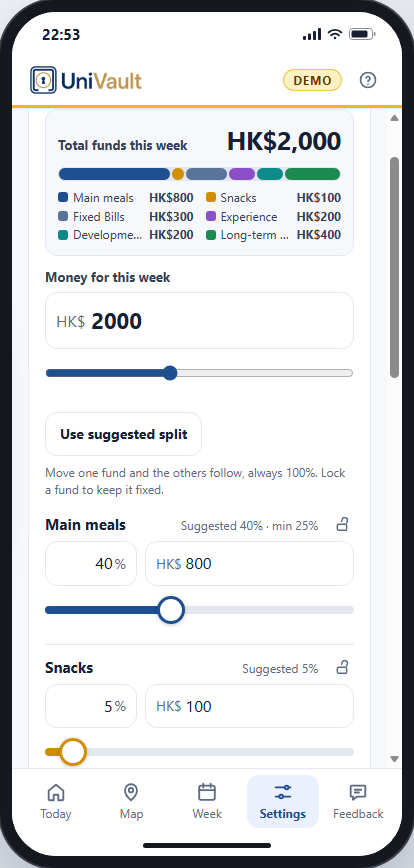 22:53
UniVault
DEMO
Total funds this week HK$2,000
Main meals HK$800 Snacks HK$100
Fixed Bills HK$300 Experience HK$200
Developme... HK$200 Long-term ... HK$400
Money for this week
HK$ 2000
Use suggested split
Move one fund and the others follow, always 100%. Lock
a fund to keep it fixed.
Main meals Suggested 40% · min 25%
40% HK$ 800
Snacks Suggested 5%
5% HK$ 100
Today Map Week Settings Feedback